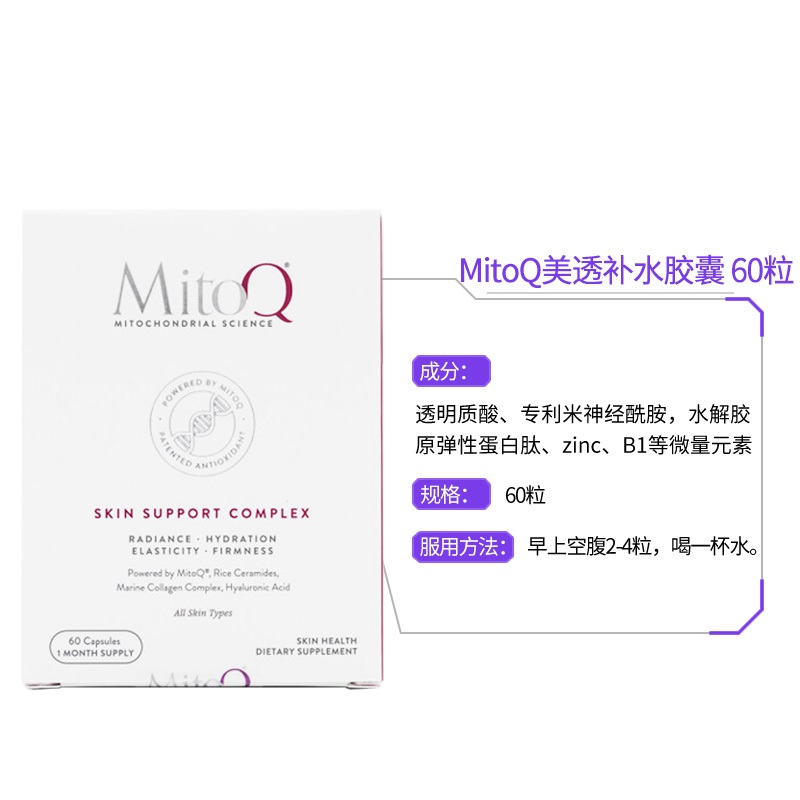 MitoQ®
MITOCHONDRIAL SCIENCE
POWERED BY MITOQ
PATENTED ANTIOXIDANT
SKIN SUPPORT COMPLEX
RADIANCE · HYDRATION
ELASTICITY · FIRMNESS
Powered by MitoQ®, Rice Ceramides,
Marine Collagen Complex, Hyaluronic Acid
All Skin Types
60 Capsules
1 MONTH SUPPLY
SKIN HEALTH
DIETARY SUPPLEMENT
MitoQ
MitoQ美透补水胶囊 60粒
成分：
透明质酸、专利米神经酰胺，水解胶
原弹性蛋白肽、zinc、B1等微量元素
规格： 60粒
服用方法： 早上空腹2-4粒，喝一杯水。